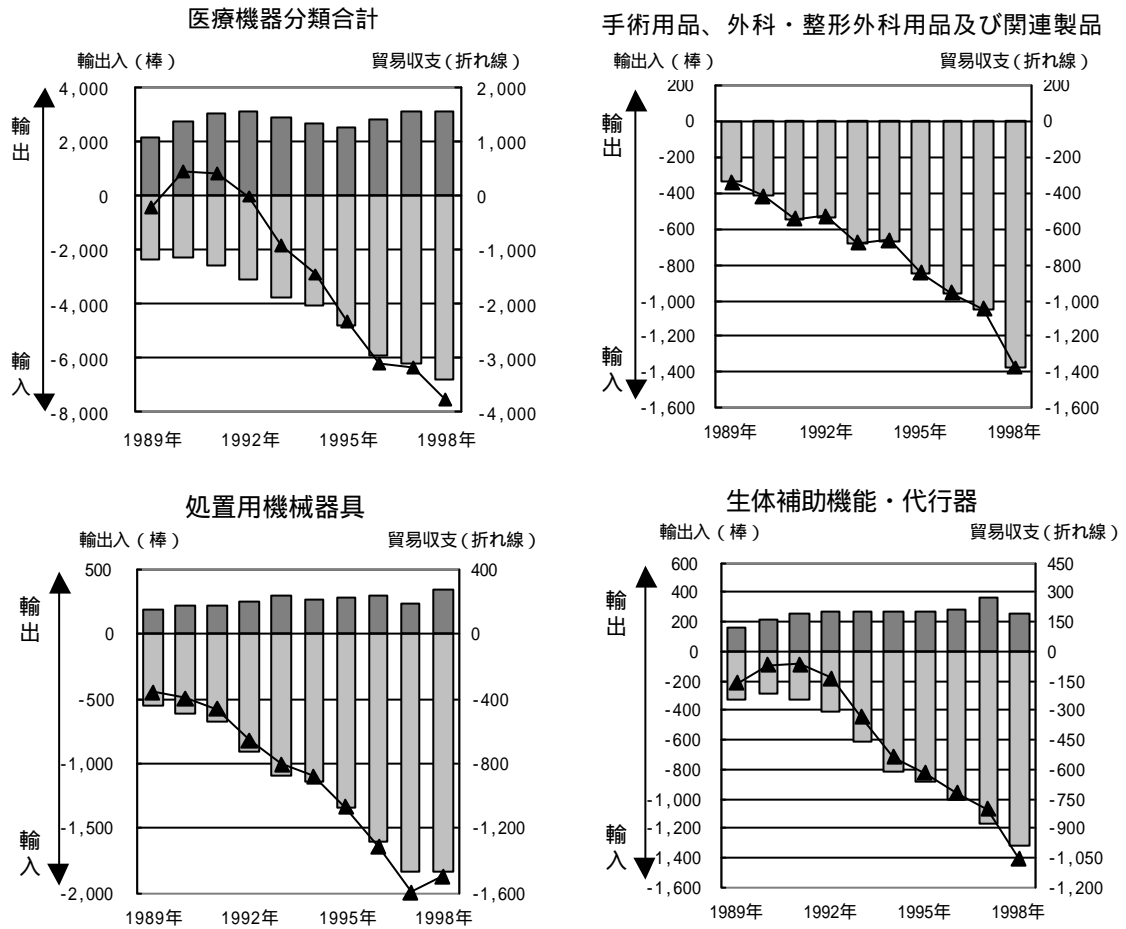 医療機器分類合計
輸出入（棒）
貿易収支（折れ線）
輸出
輸入
4,000
2,000
0
-2,000
-4,000
-6,000
-8,000
2,000
1,000
0
-1,000
-2,000
-3,000
-4,000
1989年 1992年 1995年 1998年
手術用品、外科・整形外科用品及び関連製品
輸出入（棒）
貿易収支（折れ線）
輸出
輸入
200
0
-200
-400
-600
-800
-1,000
-1,200
-1,400
-1,600
200
0
-200
-400
-600
-800
-1,000
-1,200
-1,400
-1,600
1989年 1992年 1995年 1998年
処置用機械器具
輸出入（棒）
貿易収支（折れ線）
輸出
輸入
500
0
-500
-1,000
-1,500
-2,000
400
0
-400
-800
-1,200
-1,600
1989年 1992年 1995年 1998年
生体補助機能・代行器
輸出入（棒）
貿易収支（折れ線）
輸出
輸入
600
400
200
0
-200
-400
-600
-800
-1,000
-1,200
-1,400
-1,600
450
300
150
0
-150
-300
-450
-600
-750
-900
-1,050
-1,200
1989年 1992年 1995年 1998年